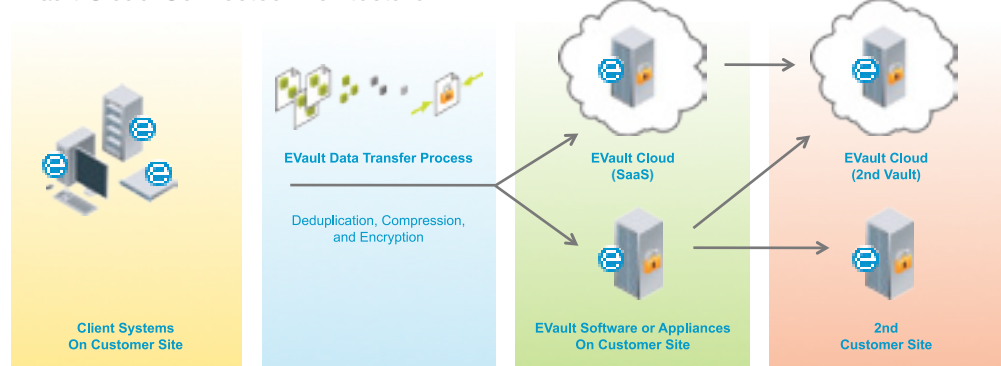 EVault Data Transfer Process
Deduplication, Compression,
and Encryption
EVault Cloud
(SaaS)
EVault Cloud
(2nd Vault)
Client Systems
On Customer Site
EVault Software or Appliances
On Customer Site
2nd
Customer Site